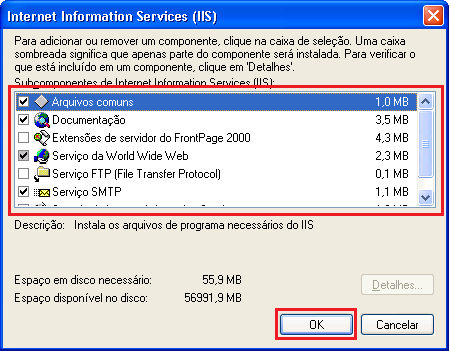 Internet Information Services (IIS)
Para adicionar ou remover um componente, clique na caixa de seleção. Uma caixa
sombreada significa que apenas parte do componente será instalada. Para verificar o
que está incluído em um componente, clique em 'Detalhes'.
Subcomponentes de Internet Information Services (IIS):
Arquivos comuns 1,0 MB
Documentação 3,5 MB
Extensões de servidor do FrontPage 2000 4,3 MB
Serviço da World Wide Web 2,3 MB
Serviço FTP (File Transfer Protocol) 0,1 MB
Serviço SMTP 1,1 MB
Descrição: Instala os arquivos de programa necessários do IIS
Espaço em disco necessário: 55,9 MB
Espaço disponível no disco: 56991,9 MB
Detalhes...
OK
Cancelar